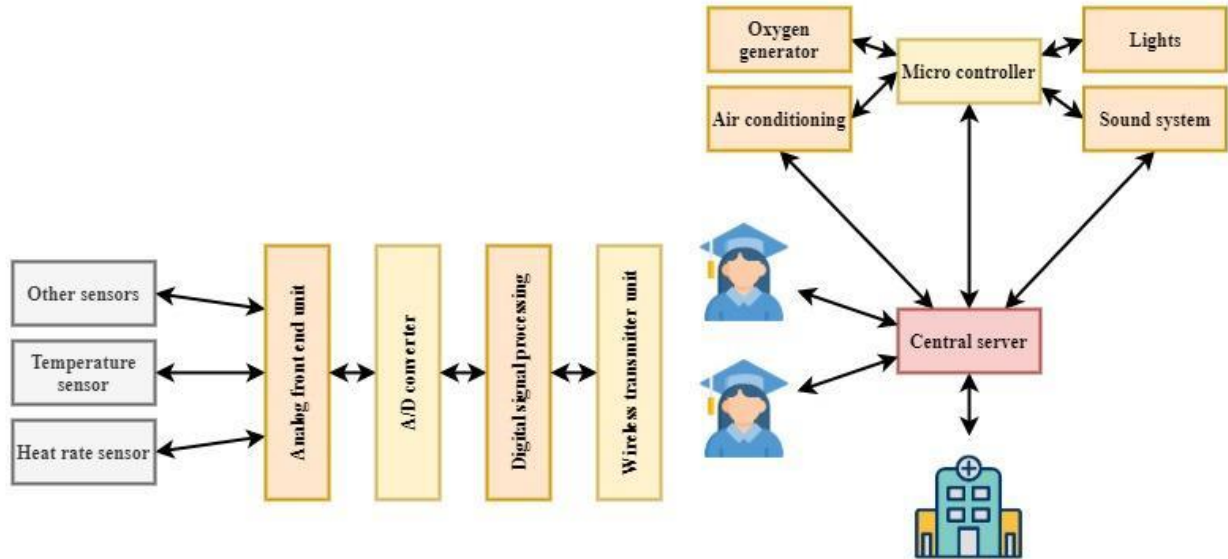 Oxygen
generator
Micro controller
Lights
Air conditioning
Sound system
Other sensors
Temperature
sensor
Heat rate sensor
Analog front end unit
A/D converter
Digital signal processing
Wireless transmitter unit
Central server